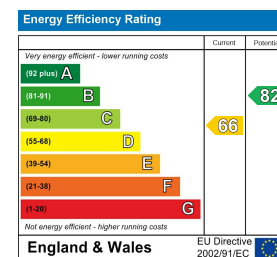 Energy Efficiency Rating
Current
Very energy efficient - lower running costs
(92 plus) A
(81-91) B
82
(69-80) C
66
(55-68) D
(39-54) E
(21-38) F
(1-20) G
Not energy efficient - higher running costs
England & Wales
EU Directive
2002/91/EC